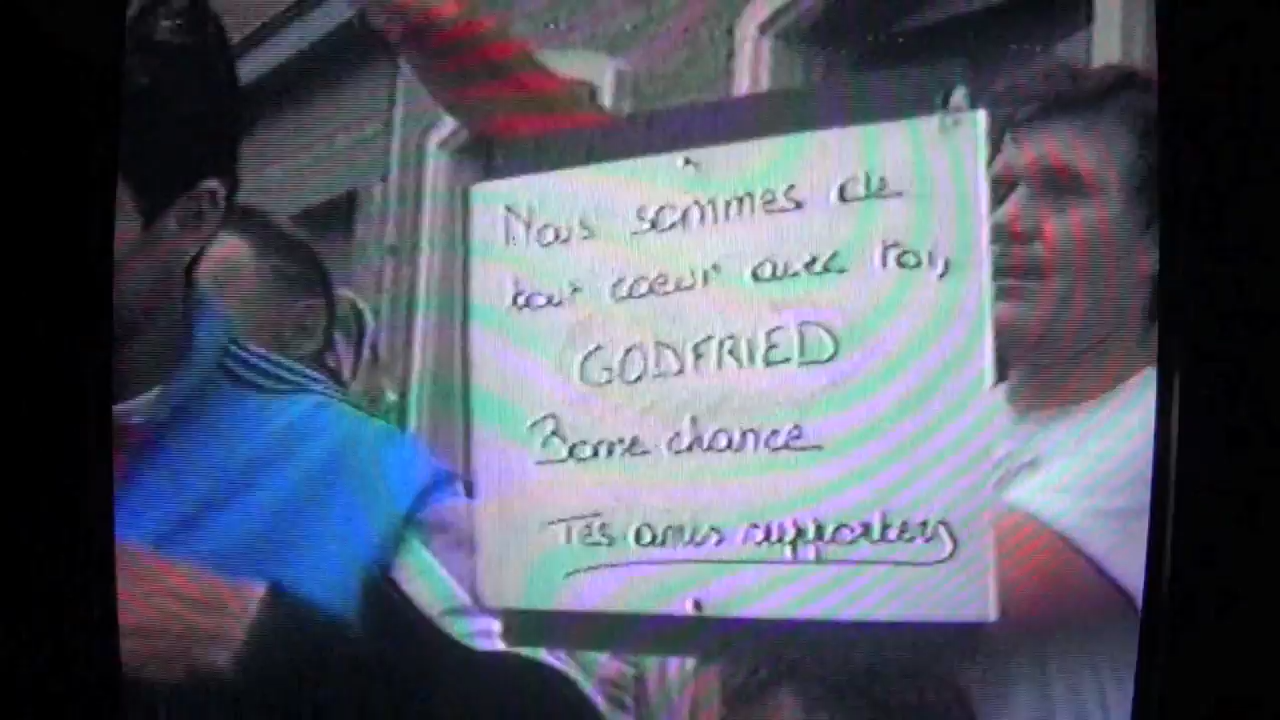 Nous sommes de
tout coeur avec toi,
GODFRIED
Bonne chance
Tes amis supporters